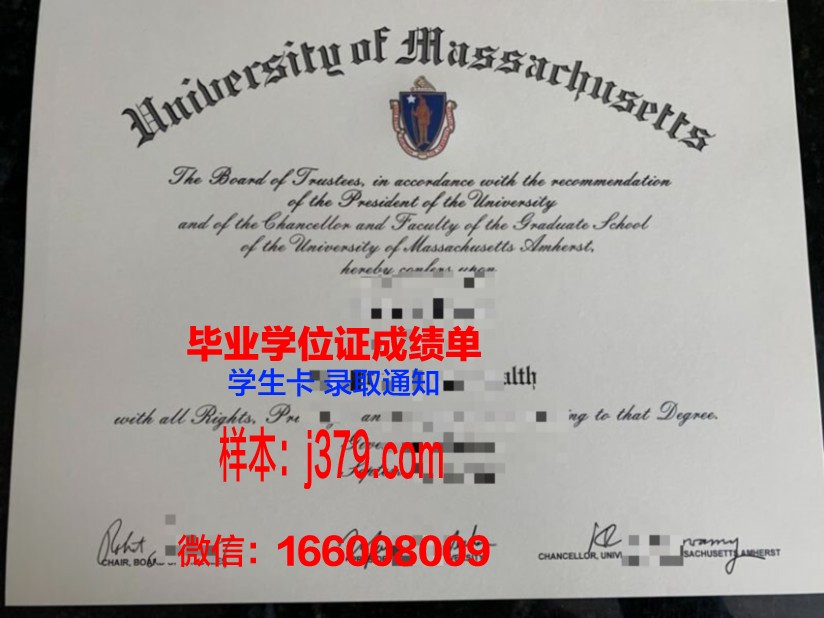 University of Massachusetts
The Board of Trustees, in accordance with the recommendation
of the President of the University
and of the Chancellor and Faculty of the Graduate School
of the University of Massachusetts Amherst,
hereby confers upon
毕业学位证成绩单
学生卡 录取通知
with all Rights, to that Degree.
样本：j379.com
微信：166008009
CHAIR,
CHANCELLOR, AMHERST